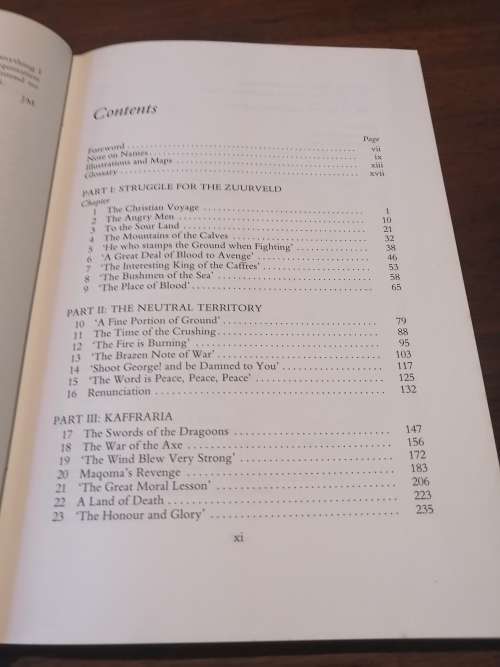 anything I
quotations
J.M.
Contents
Page
Foreword vii
Note on Names ix
Illustrations and Maps xiii
Glossary xvii
PART I: STRUGGLE FOR THE ZUURVELD
Chapter
1 The Christian Voyage 1
2 The Angry Men 10
3 To the Sour Land 21
4 The Mountains of the Calves 32
5 ‘He who stamps the Ground when Fighting’ 38
6 ‘A Great Deal of Blood to Avenge’ 46
7 ‘The Interesting King of the Caffres’ 53
8 ‘The Bushmen of the Sea’ 58
9 ‘The Place of Blood’ 65
PART II: THE NEUTRAL TERRITORY
10 ‘A Fine Portion of Ground’ 79
11 The Time of the Crushing 88
12 ‘The Fire is Burning’ 95
13 ‘The Brazen Note of War’ 103
14 ‘Shoot George! and be Damned to You’ 117
15 ‘The Word is Peace, Peace, Peace’ 125
16 Renunciation 132
PART III: KAFFRARIA
17 The Swords of the Dragoons 147
18 The War of the Axe 156
19 ‘The Wind Blew Very Strong’ 172
20 Maqoma's Revenge 183
21 ‘The Great Moral Lesson’ 206
22 A Land of Death 223
23 ‘The Honour and Glory’ 235
xi